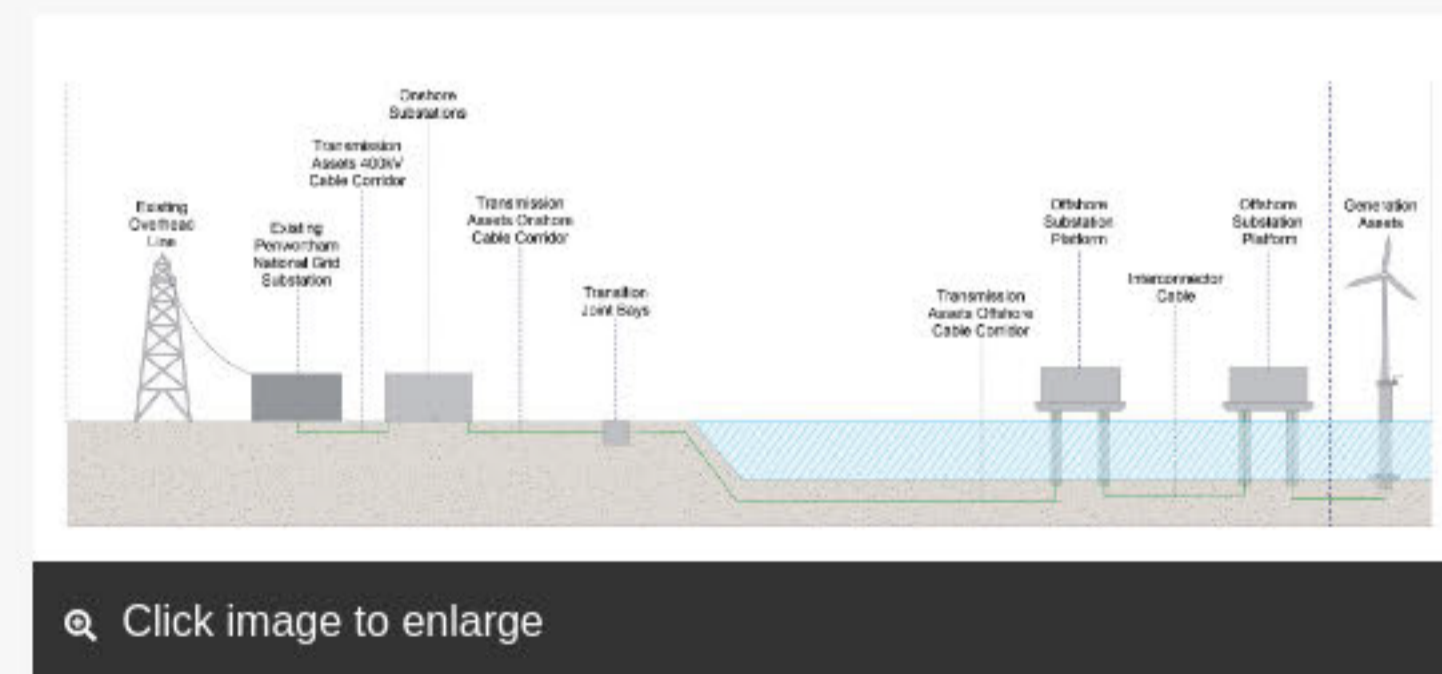 Onshore
Substations
Transmission
Assets 400kV
Cable Corridor
Existing
Overhead
Line
Existing
Penwortham
National Grid
Substation
Transmission
Assets Onshore
Cable Corridor
Transition
Joint Bays
Transmission
Assets Offshore
Cable Corridor
Offshore
Substation
Platform
Interconnector
Cable
Offshore
Substation
Platform
Generation
Assets
Click image to enlarge